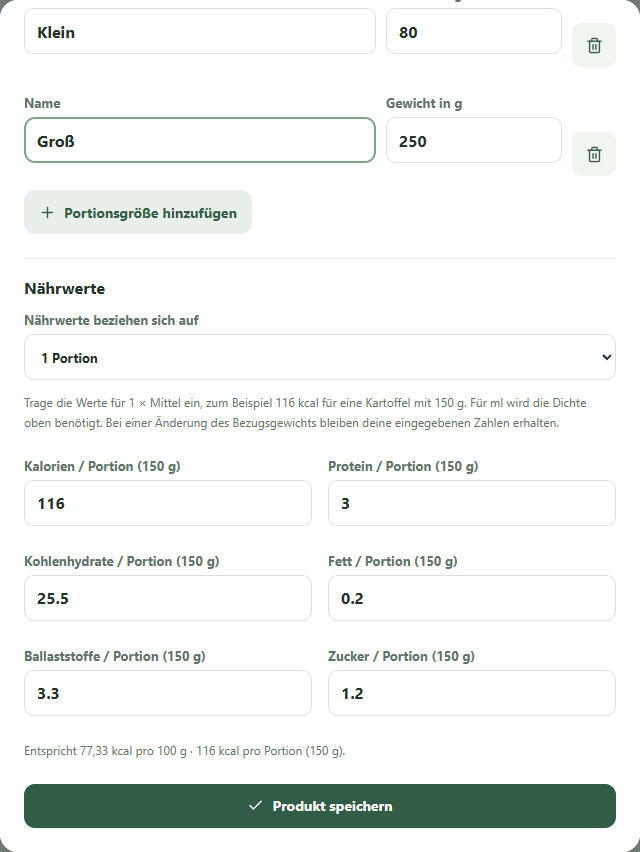 Klein
80
Name
Gewicht in g
Groß
250
Portionsgröße hinzufügen
Nährwerte
Nährwerte beziehen sich auf
1 Portion
Trage die Werte für 1 × Mittel ein, zum Beispiel 116 kcal für eine Kartoffel mit 150 g. Für ml wird die Dichte
oben benötigt. Bei einer Änderung des Bezugsgewichts bleiben deine eingegebenen Zahlen erhalten.
Kalorien / Portion (150 g)
Protein / Portion (150 g)
116
3
Kohlenhydrate / Portion (150 g)
Fett / Portion (150 g)
25.5
0.2
Ballaststoffe / Portion (150 g)
Zucker / Portion (150 g)
3.3
1.2
Entspricht 77,33 kcal pro 100 g · 116 kcal pro Portion (150 g).
Produkt speichern